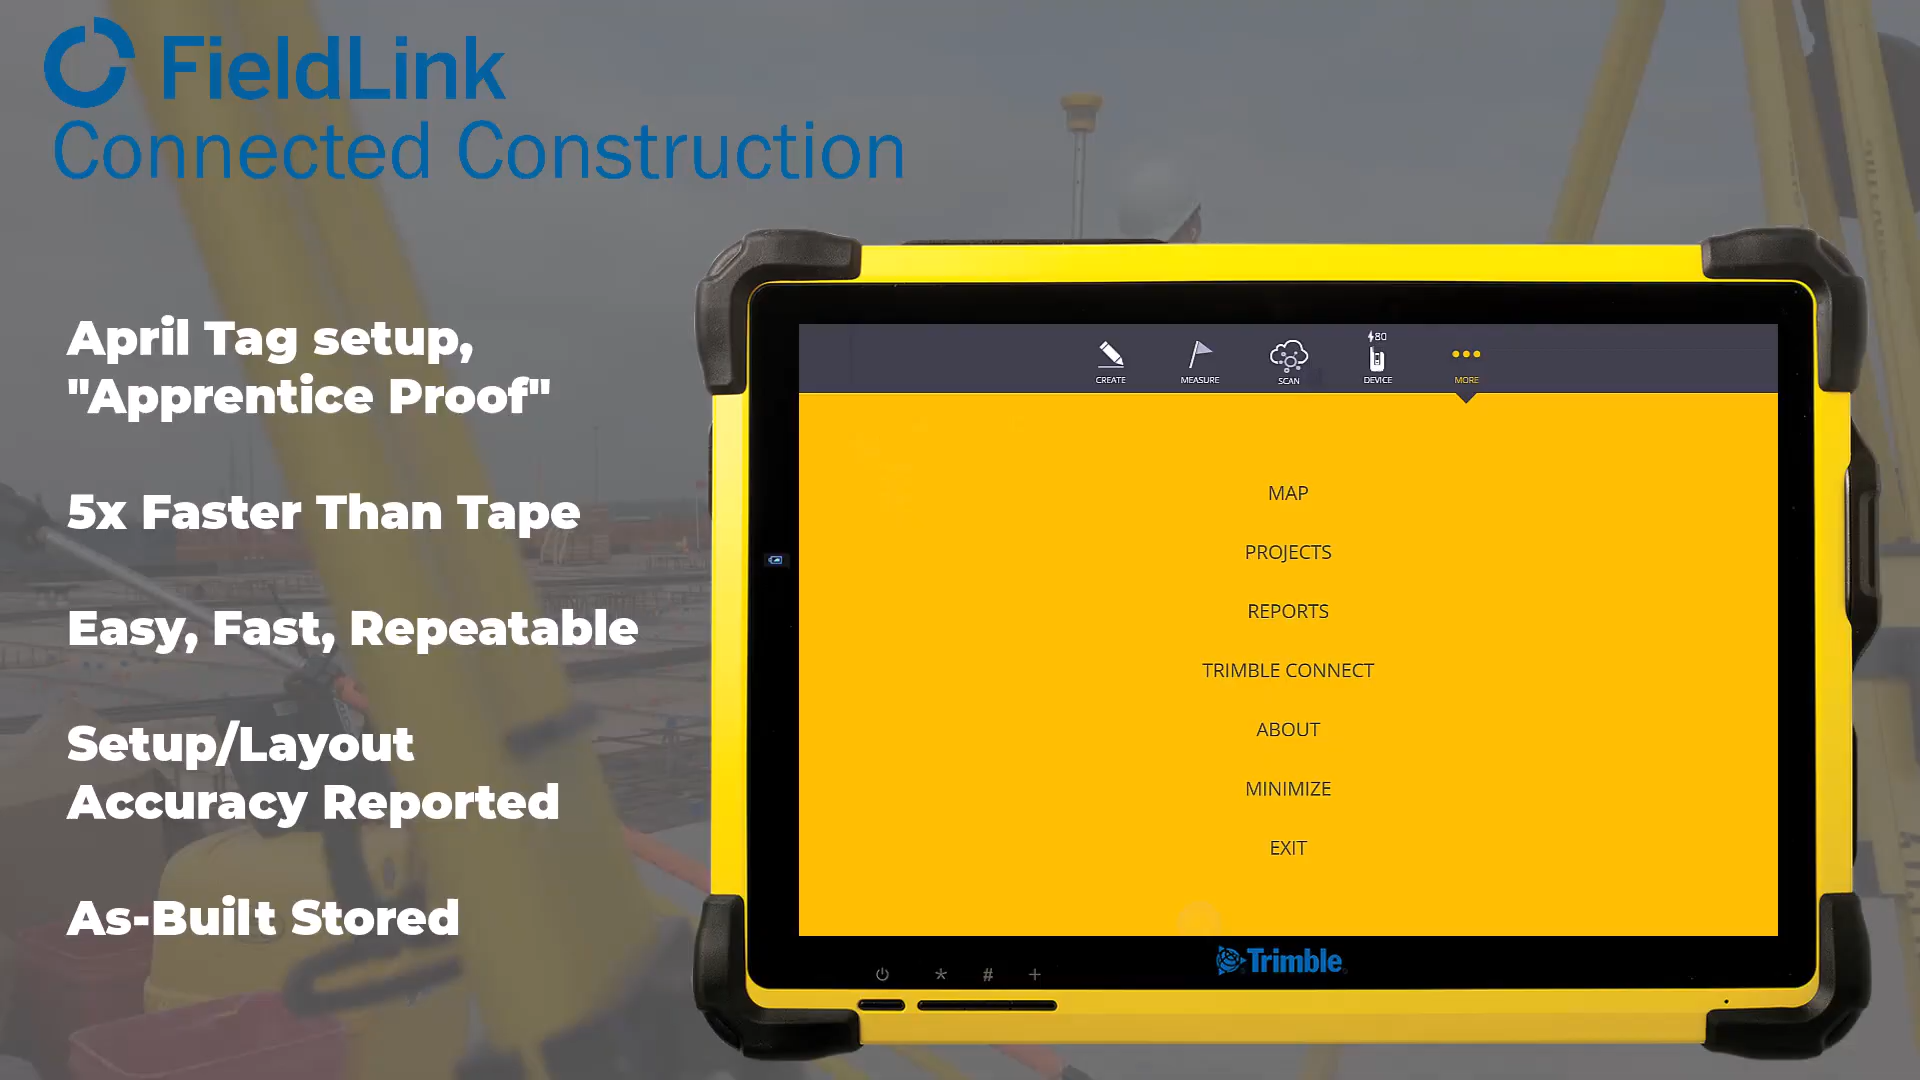 FieldLink
Connected Construction
April Tag setup,
"Apprentice Proof"
5x Faster Than Tape
Easy, Fast, Repeatable
Setup/Layout
Accuracy Reported
As-Built Stored
80
CREATE
MEASURE
SCAN
DEVICE
MORE
MAP
PROJECTS
REPORTS
TRIMBLE CONNECT
ABOUT
MINIMIZE
EXIT
Trimble
* # +